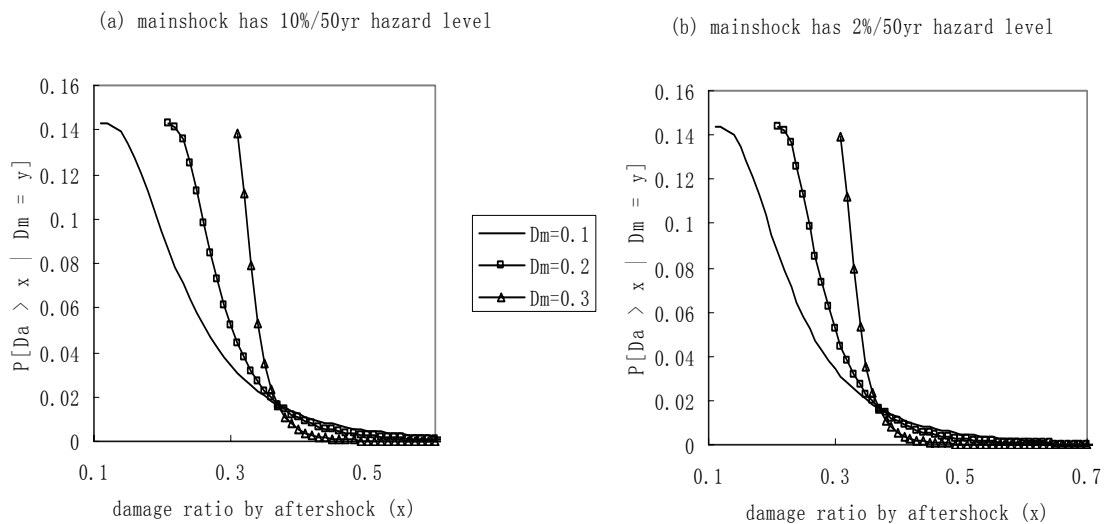 (a) mainshock has 10%/50yr hazard level
(b) mainshock has 2%/50yr hazard level
P[Da > x | Dm = y]
0.16
0.14
0.12
0.1
0.08
0.06
0.04
0.02
0
0.1 0.3 0.5
damage ratio by aftershock (x)
Dm=0.1
Dm=0.2
Dm=0.3
P[Da > x | Dm = y]
0.16
0.14
0.12
0.1
0.08
0.06
0.04
0.02
0
0.1 0.3 0.5 0.7
damage ratio by aftershock (x)